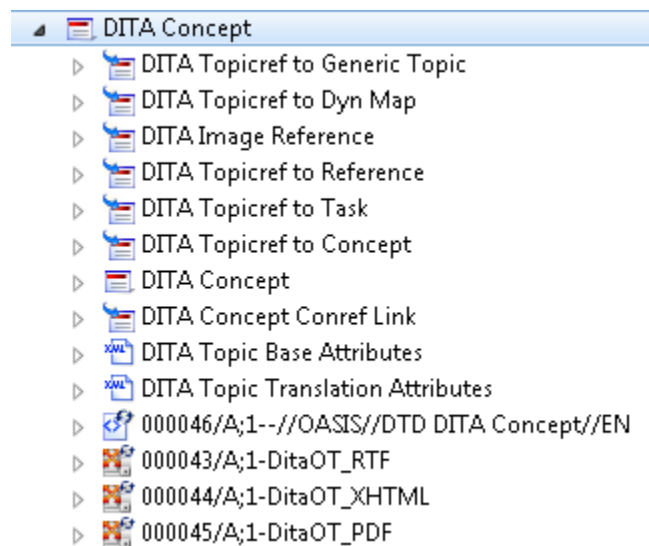 DITA Concept
DITA Topicref to Generic Topic
DITA Topicref to Dyn Map
DITA Image Reference
DITA Topicref to Reference
DITA Topicref to Task
DITA Topicref to Concept
DITA Concept
DITA Concept Conref Link
DITA Topic Base Attributes
DITA Topic Translation Attributes
000046/A;1--//OASIS//DTD DITA Concept//EN
000043/A;1-DitaOT_RTF
000044/A;1-DitaOT_XHTML
000045/A;1-DitaOT_PDF